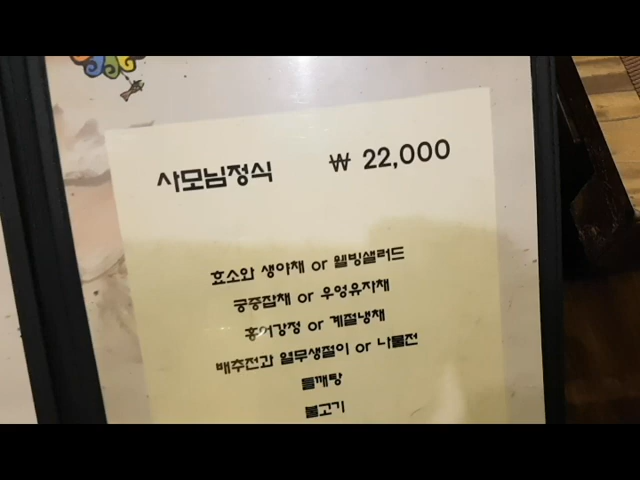 사모님정식 ₩ 22,000
효소와 생야채 or 웰빙샐러드
궁중잡채 or 우엉유자채
홍어강정 or 계절냉채
배추전과 열무생절이 or 나물전
들깨탕
불고기